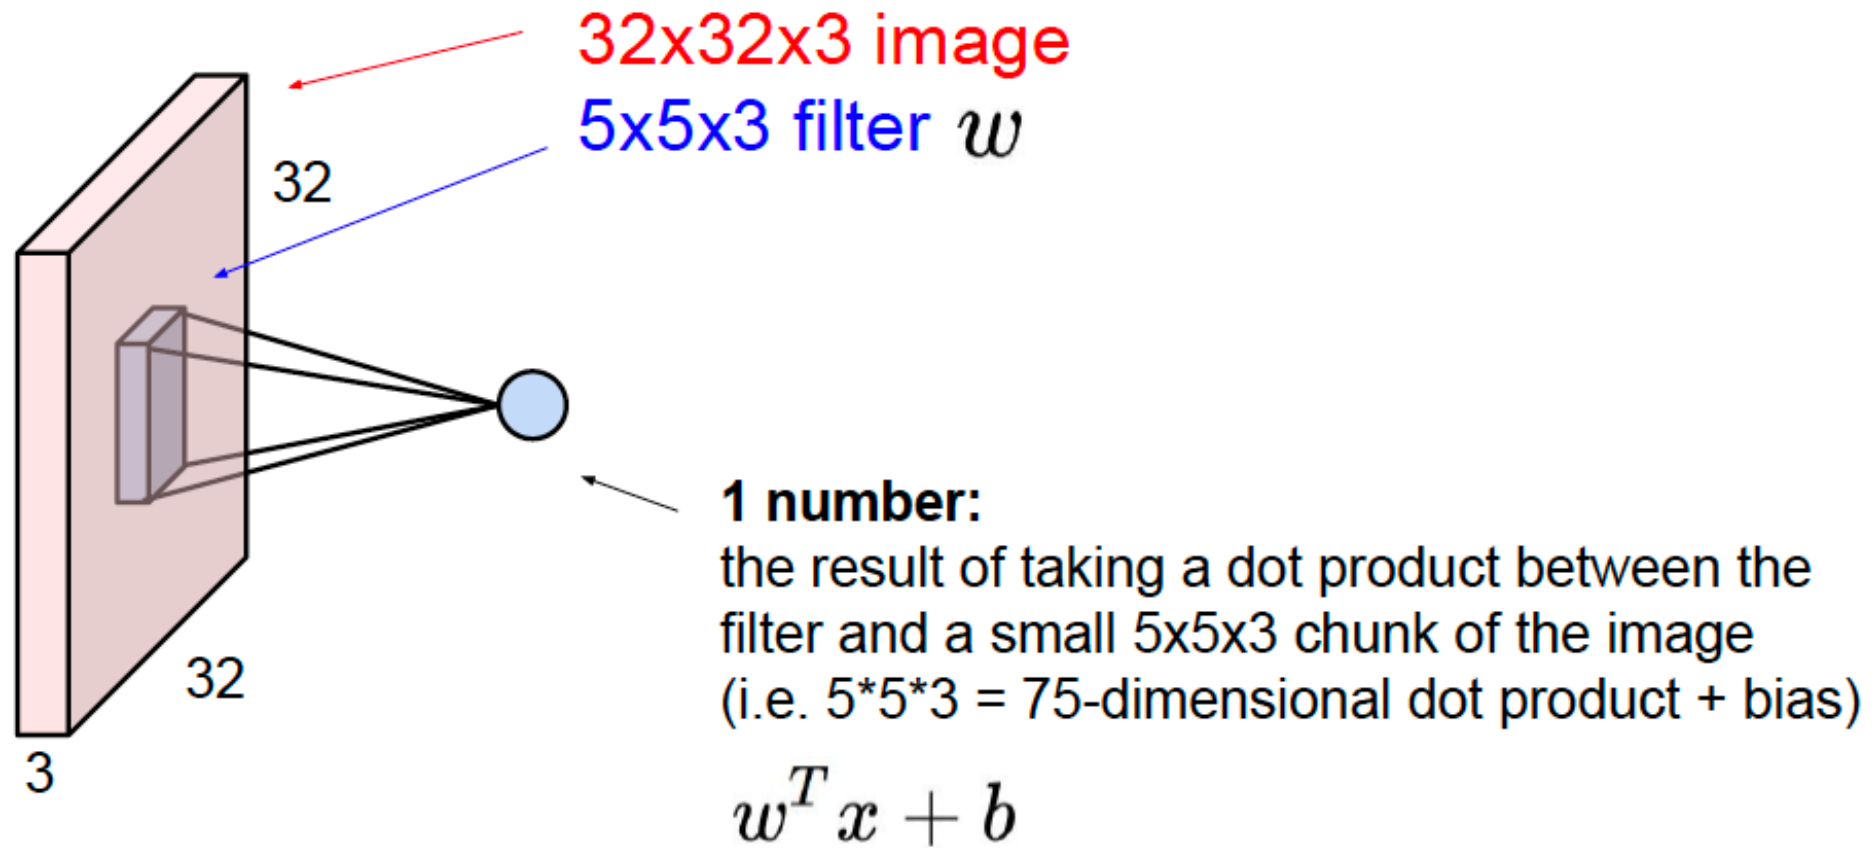 32x32x3 image
5x5x3 filter w
32
32
3
1 number:
the result of taking a dot product between the
filter and a small 5x5x3 chunk of the image
(i.e. 5*5*3 = 75-dimensional dot product + bias)
w^T x + b